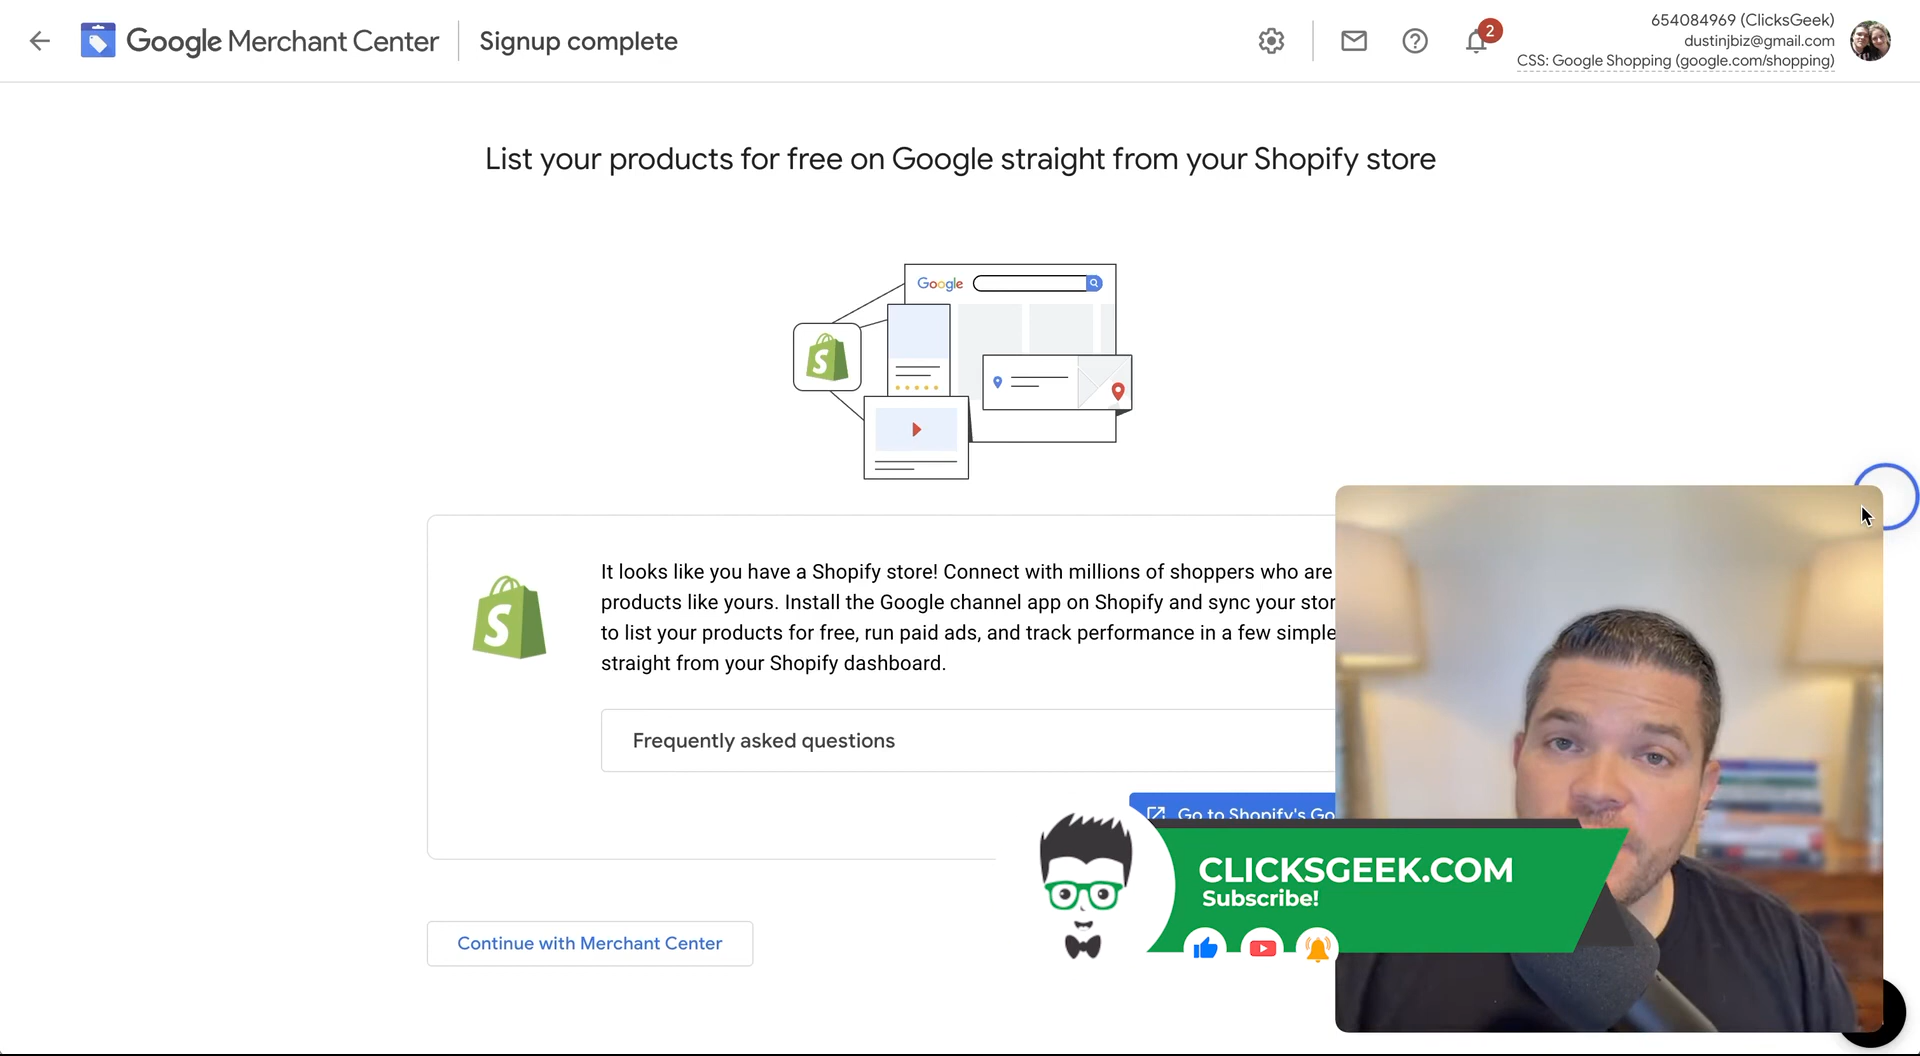 Google Merchant Center
Signup complete
2
654084969 (ClicksGeek)
dustinjbiz@gmail.com
CSS: Google Shopping (google.com/shopping)
List your products for free on Google straight from your Shopify store
Google
S
It looks like you have a Shopify store! Connect with millions of shoppers who are
products like yours. Install the Google channel app on Shopify and sync your stor
to list your products for free, run paid ads, and track performance in a few simple
straight from your Shopify dashboard.
S
Frequently asked questions
Go to Shopify's Go
CLICKSGEEK.COM
Subscribe!
Continue with Merchant Center